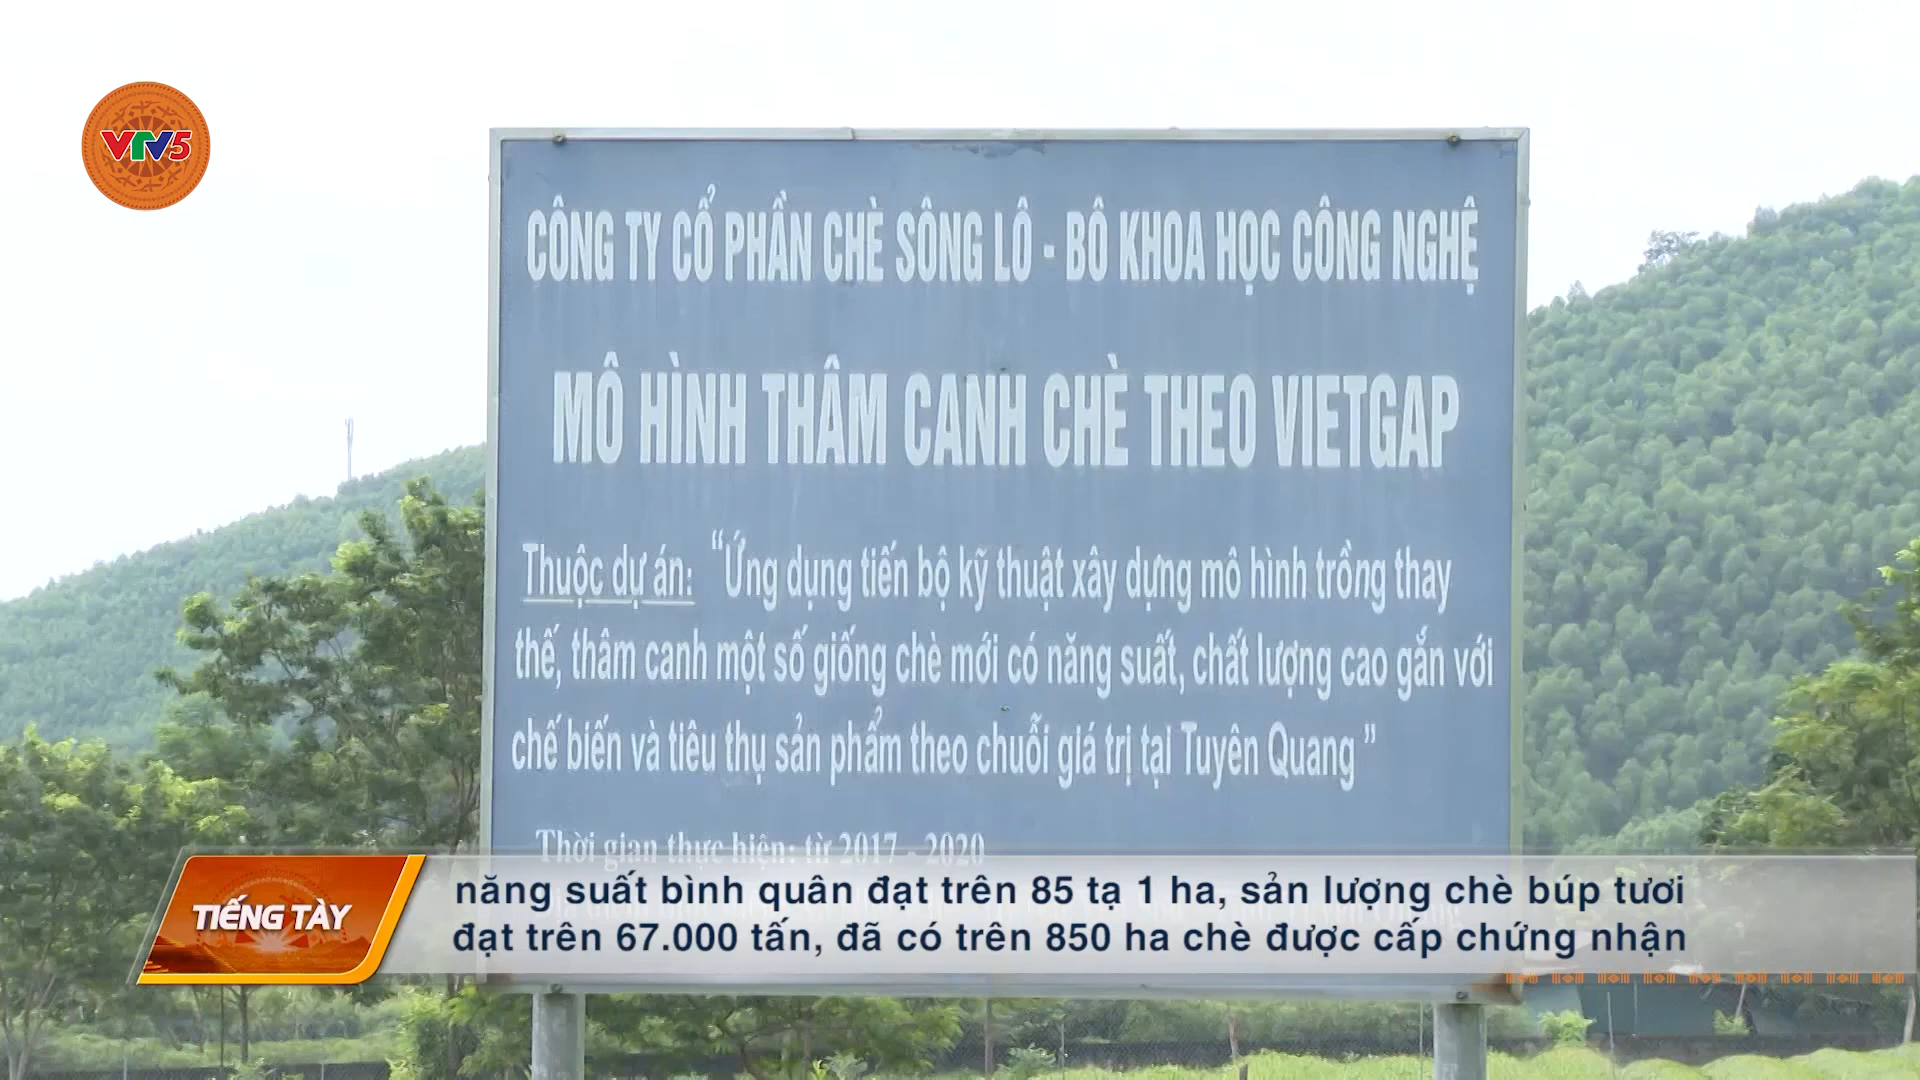 VTV5
CÔNG TY CỔ PHẦN CHÈ SÔNG LÔ - BÔ KHOA HỌC CÔNG NGHỆ
MÔ HÌNH THÂM CANH CHÈ THEO VIETGAP
Thuộc dự án: "Ứng dụng tiến bộ kỹ thuật xây dựng mô hình trồng thay
thế, thâm canh một số giống chè mới có năng suất, chất lượng cao gắn với
chế biến và tiêu thụ sản phẩm theo chuỗi giá trị tại Tuyên Quang"
Thời gian thực hiện: từ 2017 - 2020
TIẾNG TÀY
năng suất bình quân đạt trên 85 tạ 1 ha, sản lượng chè búp tươi
đạt trên 67.000 tấn, đã có trên 850 ha chè được cấp chứng nhận